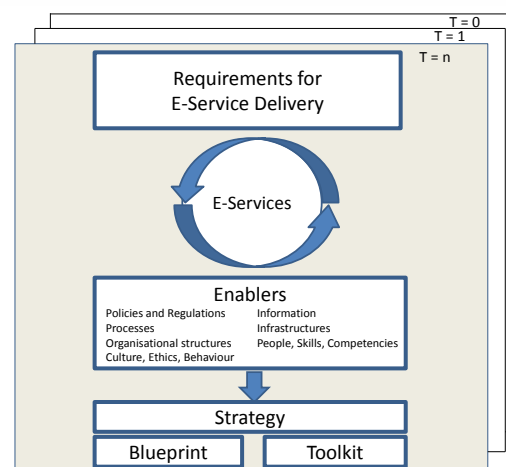 T = 0
T = 1
T = n
Requirements for
E-Service Delivery
E-Services
Enablers
Policies and Regulations
Processes
Organisational structures
Culture, Ethics, Behaviour
Information
Infrastructures
People, Skills, Competencies
Strategy
Blueprint
Toolkit